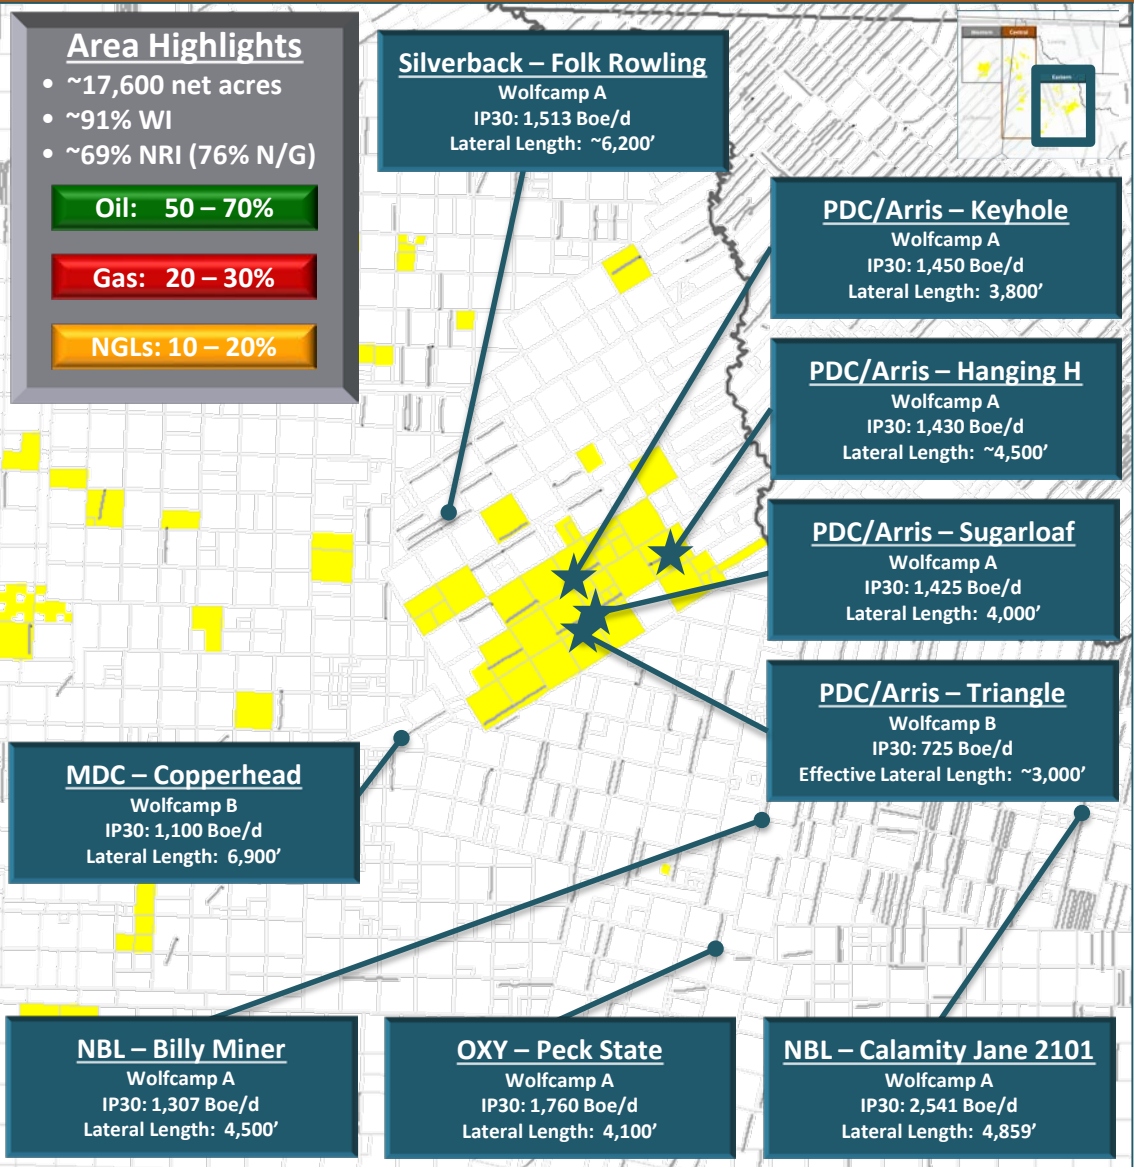 Area Highlights
• ~17,600 net acres
• ~91% WI
• ~69% NRI (76% N/G)
Oil: 50 – 70%
Gas: 20 – 30%
NGLs: 10 – 20%
Silverback – Folk Rowling
Wolfcamp A
IP30: 1,513 Boe/d
Lateral Length: ~6,200’
Western
Central
Eastern
PDC/Arris – Keyhole
Wolfcamp A
IP30: 1,450 Boe/d
Lateral Length: 3,800’
PDC/Arris – Hanging H
Wolfcamp A
IP30: 1,430 Boe/d
Lateral Length: ~4,500’
PDC/Arris – Sugarloaf
Wolfcamp A
IP30: 1,425 Boe/d
Lateral Length: 4,000’
PDC/Arris – Triangle
Wolfcamp B
IP30: 725 Boe/d
Effective Lateral Length: ~3,000’
MDC – Copperhead
Wolfcamp B
IP30: 1,100 Boe/d
Lateral Length: 6,900’
NBL – Billy Miner
Wolfcamp A
IP30: 1,307 Boe/d
Lateral Length: 4,500’
OXY – Peck State
Wolfcamp A
IP30: 1,760 Boe/d
Lateral Length: 4,100’
NBL – Calamity Jane 2101
Wolfcamp A
IP30: 2,541 Boe/d
Lateral Length: 4,859’